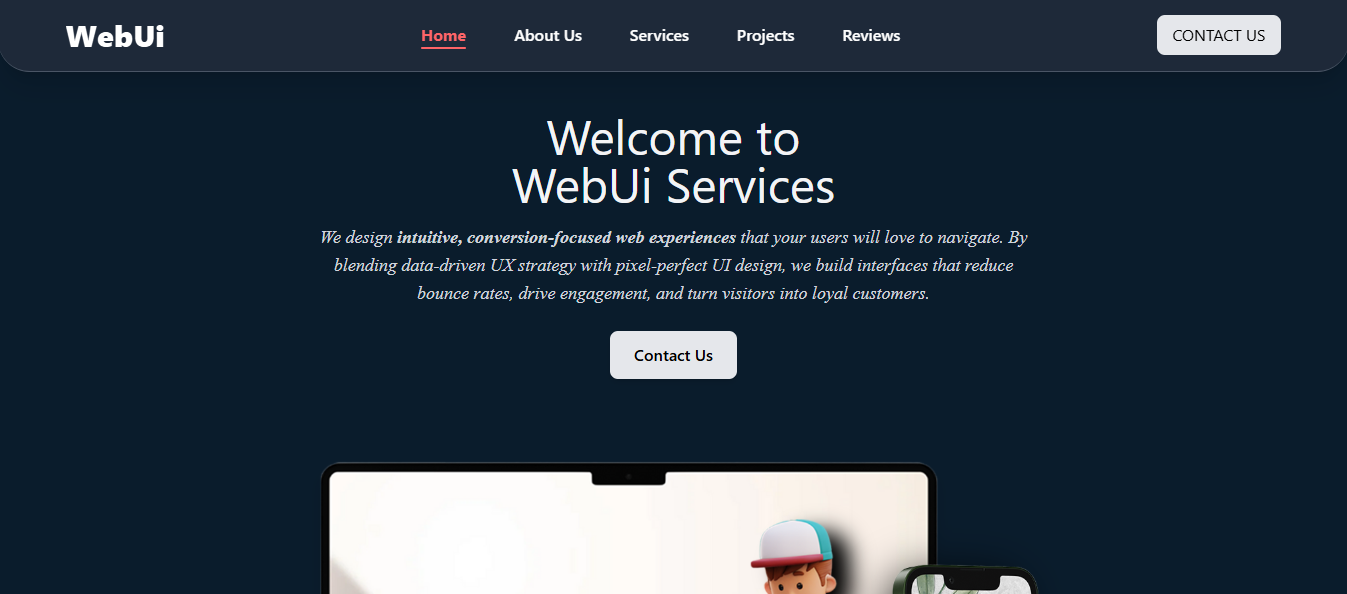 WebUi
Home
About Us
Services
Projects
Reviews
CONTACT US
Welcome to
WebUi Services
We design intuitive, conversion-focused web experiences that your users will love to navigate. By
blending data-driven UX strategy with pixel-perfect UI design, we build interfaces that reduce
bounce rates, drive engagement, and turn visitors into loyal customers.
Contact Us